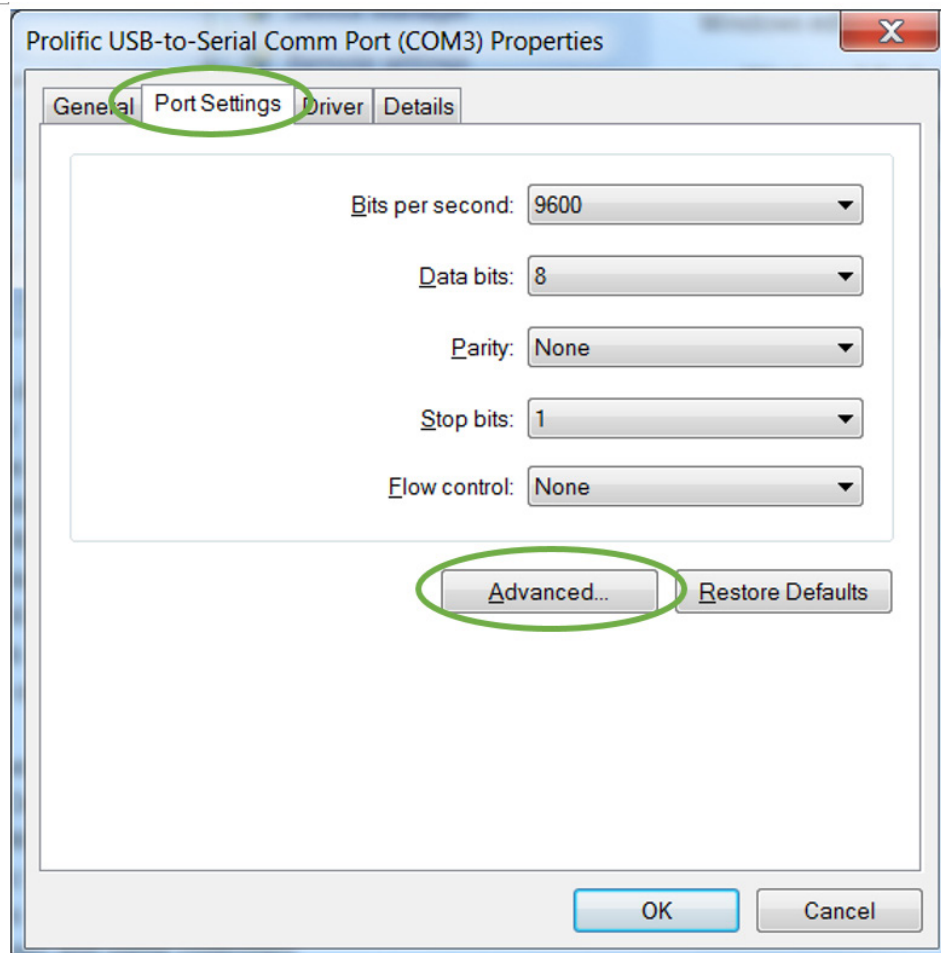 Prolific USB-to-Serial Comm Port (COM3) Properties
General Port Settings Driver Details
Bits per second: 9600
Data bits: 8
Parity: None
Stop bits: 1
Flow control: None
Advanced... Restore Defaults
OK Cancel